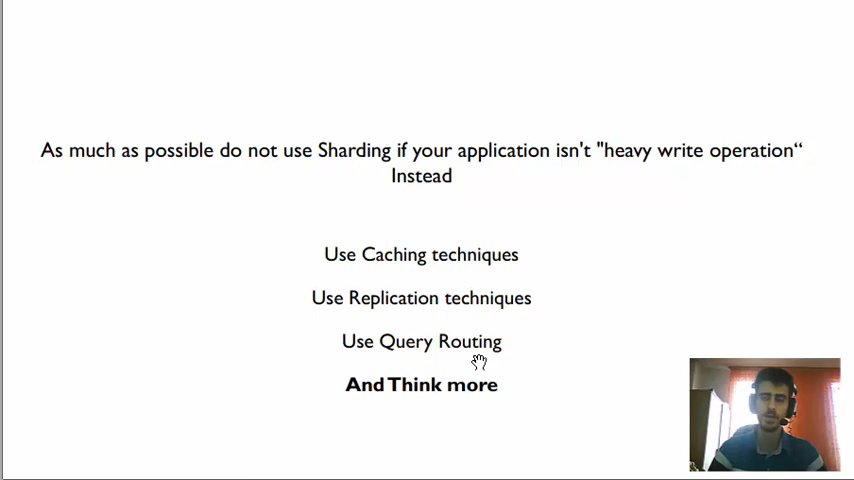 As much as possible do not use Sharding if your application isn't "heavy write operation“
Instead
Use Caching techniques
Use Replication techniques
Use Query Routing
And Think more